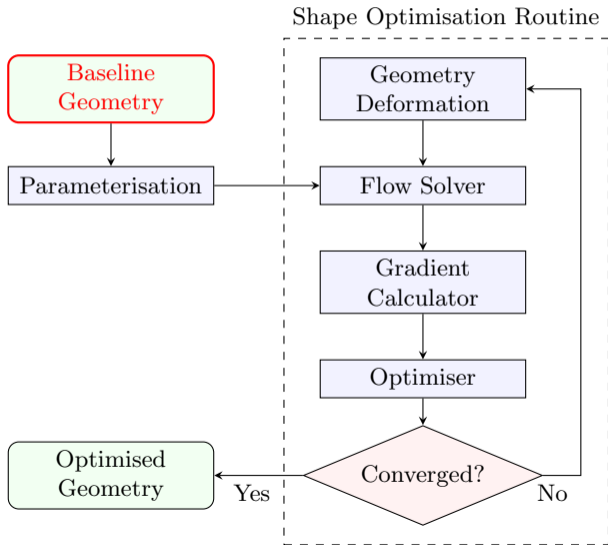 Shape Optimisation Routine
Baseline
Geometry
Geometry
Deformation
Parameterisation
Flow Solver
Gradient
Calculator
Optimiser
Converged?
Optimised
Geometry
Yes
No